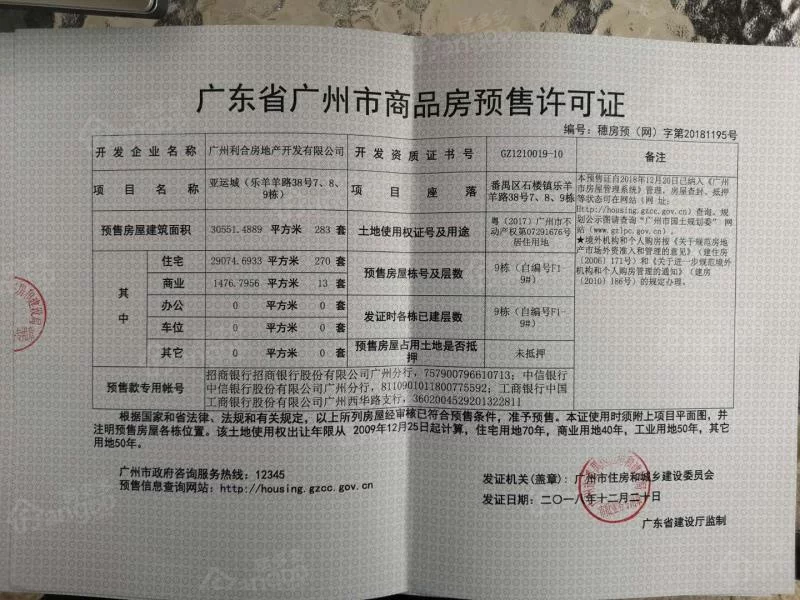 广东省广州市商品房预售许可证
编号：穗房预（网）字第20181195号
开发企业名称 广州利合房地产开发有限公司 开发资质证书号 GZ1210019-10 备注
项目名称 亚运城（乐羊羊路38号7、8、
9栋） 项目座落 番禺区石楼镇乐羊
羊路38号7、8、9栋
预售房屋建筑面积 30551.4889 平方米 283 套 土地使用权证号及用途 粤（2017）广州市不
动产权第07291676号
居住用地
其中 住宅 29074.6933 平方米 270 套 预售房屋栋号及层数 9栋（自编号F1-
9#）
商业 1476.7956 平方米 13 套
办公 0 平方米 0 套 发证时各栋已建层数 9栋（自编号F1-
9#）
车位 0 平方米 0 套
其它 0 平方米 0 套 预售房屋占用土地是否抵
押 未抵押
本预售证自2018年12月20日已纳入《广州
市房屋管理系统》管理，房屋查封、抵押
等状态可在网站（网 址：
Http://housing.gzcc.gov.cn）查询。规
划公示图请查询“广州市国土规划委” 网
站（www.gzlpc.gov.cn）.
★境外机构和个人购房按《关于规范房地
产市场外资准入和管理的意见》（建住房
〔2006〕171号）和《关于进一步规范境外
机构和个人购房管理的通知》（建房
〔2010〕186号）的规定办理.
预售款专用帐号 招商银行招商银行股份有限公司广州分行，757900796610713；中信银行
中信银行股份有限公司广州分行，8110901011800775592；工商银行中国
工商银行广州西华路支行，3602004529201322811
根据国家和省法律、法规和有关规定，以上所列房屋经审核已符合预售条件，准予预售。本证使用时须附上项目平面图，并
注明预售房屋各栋位置。该土地使用权出让年限从 2009年12月25日起计算，住宅用地70年，商业用地40年，工业用地50年，其它
用地50年。
广州市政府咨询服务热线：12345
预售信息查询网站：http://housing.gzcc.gov.cn
发证机关(盖章)：广州市住房和城乡建设委员会
发证日期：二〇一八年十二月二十日
广东省建设厅监制